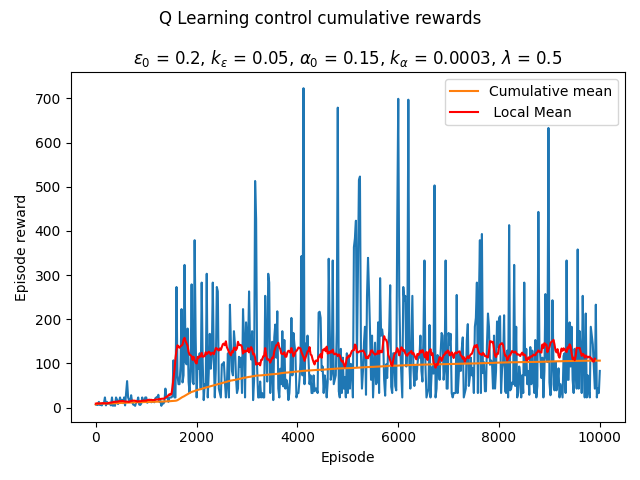 Q Learning control cumulative rewards
ε₀ = 0.2, kε = 0.05, α₀ = 0.15, kα = 0.0003, λ = 0.5
Cumulative mean
Local Mean
Episode reward
700
600
500
400
300
200
100
0
0 2000 4000 6000 8000 10000
Episode